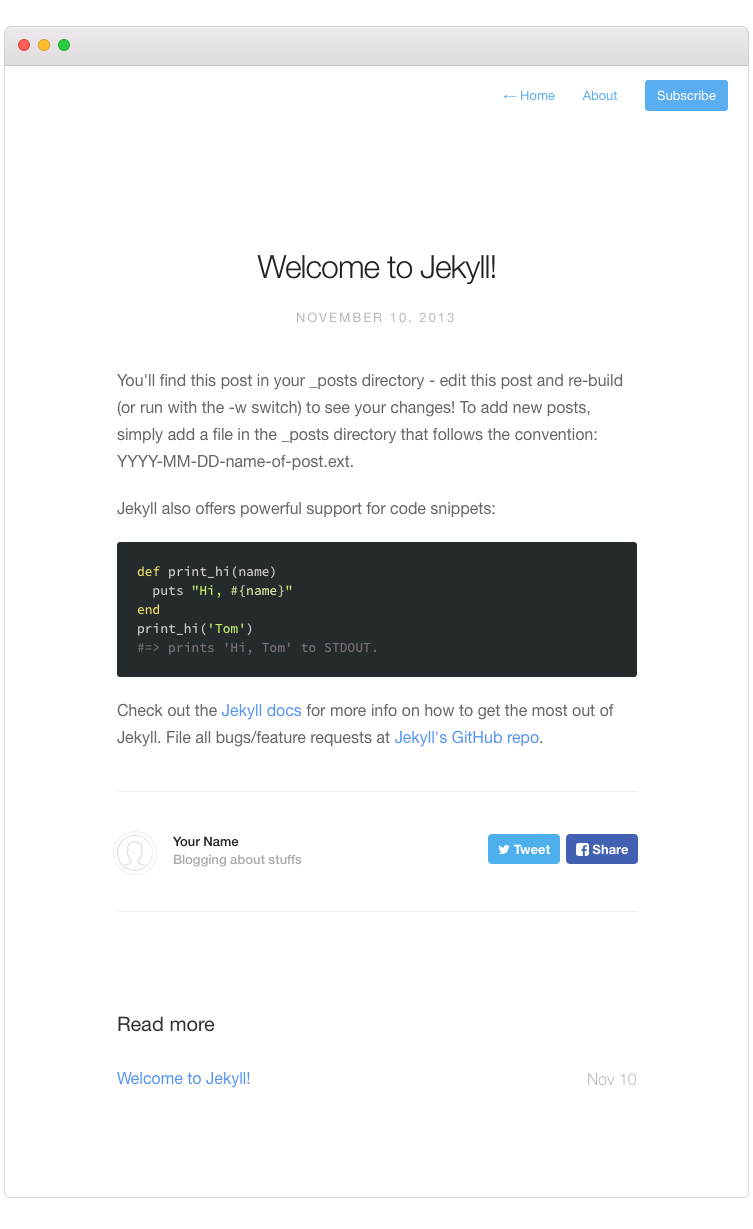 ← Home About Subscribe
Welcome to Jekyll!
NOVEMBER 10, 2013
You'll find this post in your _posts directory - edit this post and re-build
(or run with the -w switch) to see your changes! To add new posts,
simply add a file in the _posts directory that follows the convention:
YYYY-MM-DD-name-of-post.ext.
Jekyll also offers powerful support for code snippets:
def print_hi(name)
  puts "Hi, #{name}"
end
print_hi('Tom')
#=> prints 'Hi, Tom' to STDOUT.
Check out the Jekyll docs for more info on how to get the most out of
Jekyll. File all bugs/feature requests at Jekyll's GitHub repo.
Your Name
Blogging about stuffs
Tweet Share
Read more
Welcome to Jekyll! Nov 10